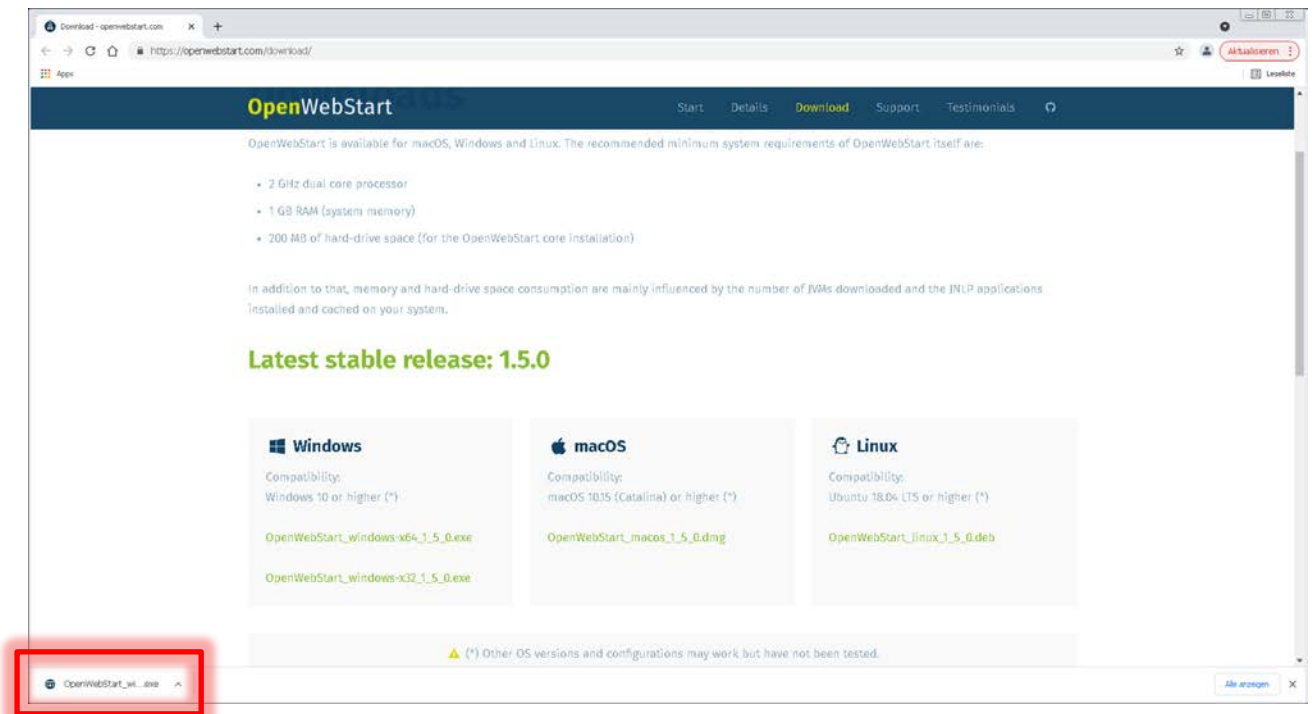 Download - openwebstart.com
https://openwebstart.com/download/
Aktualisieren
Apps
Leseliste
downloads
OpenWebStart
Start Details Download Support Testimonials
OpenWebStart is available for macOS, Windows and Linux. The recommended minimum system requirements of OpenWebStart itself are:
• 2 GHz dual core processor
• 1 GB RAM (system memory)
• 200 MB of hard-drive space (for the OpenWebStart core installation)
In addition to that, memory and hard-drive space consumption are mainly influenced by the number of JVMs downloaded and the JNLP applications
installed and cached on your system.
Latest stable release: 1.5.0
Windows
Compatibility:
Windows 10 or higher (*)
OpenWebStart_windows-x64_1_5_0.exe
OpenWebStart_windows-x32_1_5_0.exe
macOS
Compatibility:
macOS 10.15 (Catalina) or higher (*)
OpenWebStart_macos_1_5_0.dmg
Linux
Compatibility:
Ubuntu 18.04 LTS or higher (*)
OpenWebStart_linux_1_5_0.deb
(*) Other OS versions and configurations may work but have not been tested.
OpenWebStart_wi....exe
Alle anzeigen